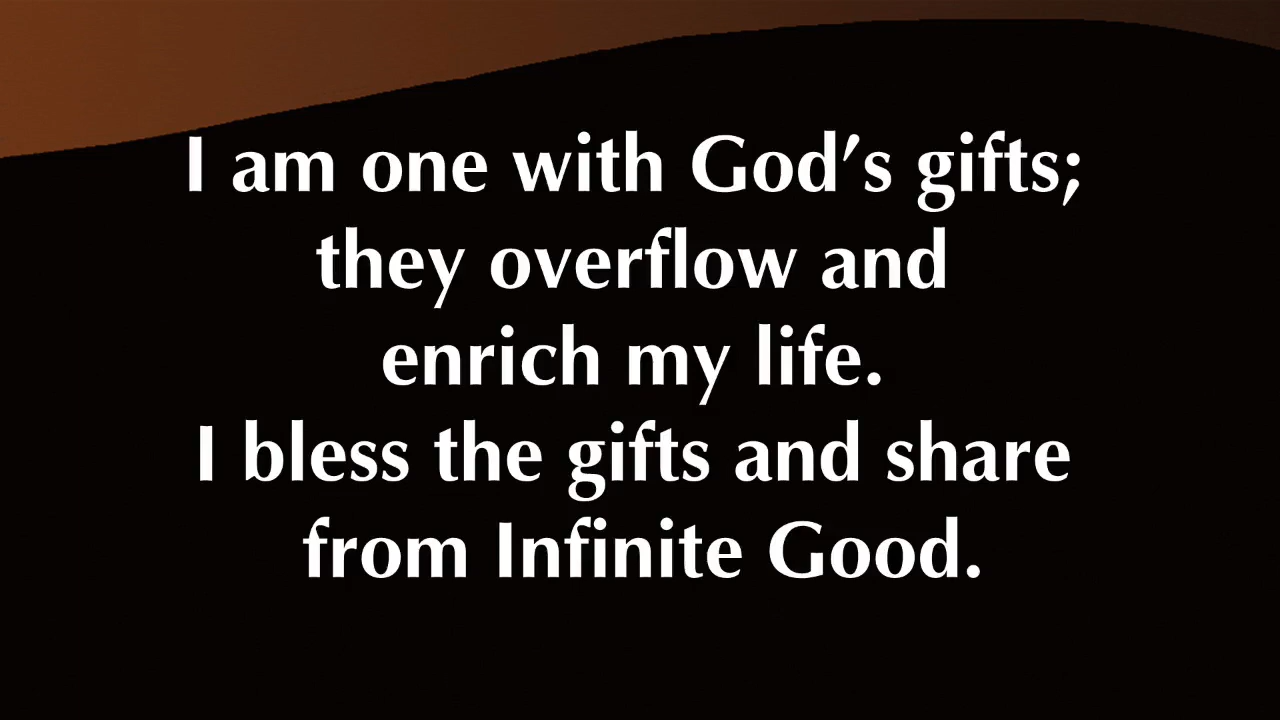 I am one with God’s gifts;
they overflow and
enrich my life.
I bless the gifts and share
from Infinite Good.